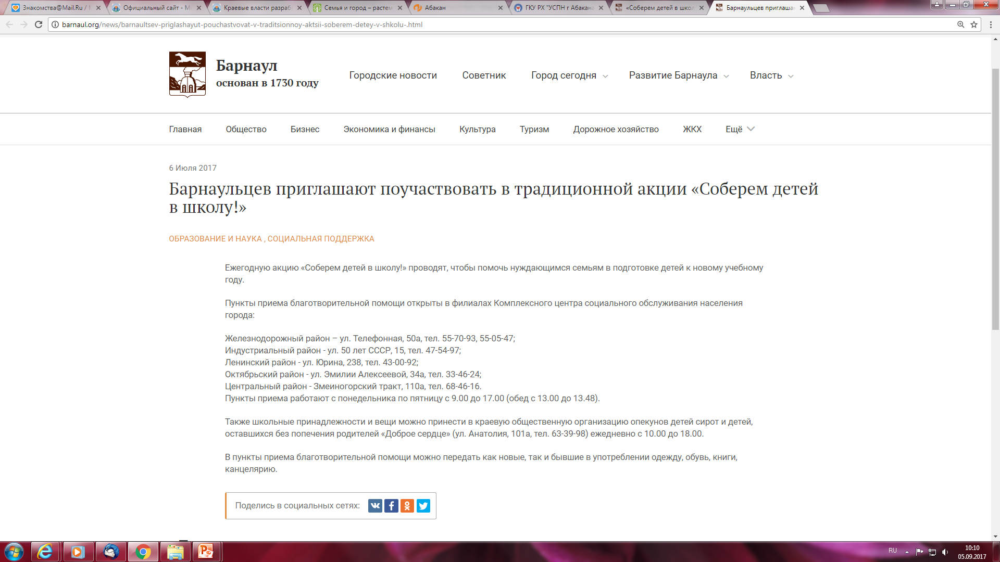 Знакомства@Mail.Ru /
Официальный сайт - М
Краевые власти разраб
Семья и город – растем
Абакан
ГКУ РХ "УСПН г Абакана
«Соберем детей в школ
Барнаульцев приглашаю
barnaul.org/news/barnaultsev-priglashayut-pouchastvovat-v-traditsionnoy-aktsii-soberem-detey-v-shkolu-.html
Барнаул
основан в 1730 году
Городские новости
Советник
Город сегодня
Развитие Барнаула
Власть
Главная
Общество
Бизнес
Экономика и финансы
Культура
Туризм
Дорожное хозяйство
ЖКХ
Ещё
6 Июля 2017
Барнаульцев приглашают поучаствовать в традиционной акции «Соберем детей
в школу!»
ОБРАЗОВАНИЕ И НАУКА , СОЦИАЛЬНАЯ ПОДДЕРЖКА
Ежегодную акцию «Соберем детей в школу!» проводят, чтобы помочь нуждающимся семьям в подготовке детей к новому учебному
году.
Пункты приема благотворительной помощи открыты в филиалах Комплексного центра социального обслуживания населения
города:
Железнодорожный район – ул. Телефонная, 50а, тел. 55-70-93, 55-05-47;
Индустриальный район - ул. 50 лет СССР, 15, тел. 47-54-97;
Ленинский район - ул. Юрина, 238, тел. 43-00-92;
Октябрьский район - ул. Эмилии Алексеевой, 34а, тел. 33-46-24;
Центральный район - Змеиногорский тракт, 110а, тел. 68-46-16.
Пункты приема работают с понедельника по пятницу с 9.00 до 17.00 (обед с 13.00 до 13.48).
Также школьные принадлежности и вещи можно принести в краевую общественную организацию опекунов детей сирот и детей,
оставшихся без попечения родителей «Доброе сердце» (ул. Анатолия, 101а, тел. 63-39-98) ежедневно с 10.00 до 18.00.
В пункты приема благотворительной помощи можно передать как новые, так и бывшие в употреблении одежду, обувь, книги,
канцелярию.
Поделись в социальных сетях:
RU
10:10
05.09.2017